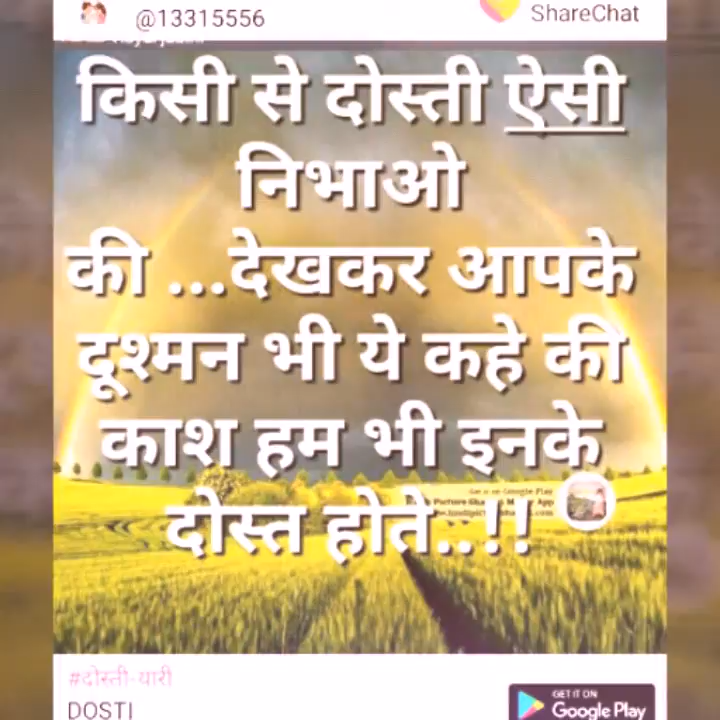 @13315556
ShareChat
किसी से दोस्ती ऐसी
निभाओ
की ...देखकर आपके
दूश्मन भी ये कहे की
काश हम भी इनके
दोस्त होते..!!
#दोस्ती-यारी
DOSTI
GET IT ON
Google Play